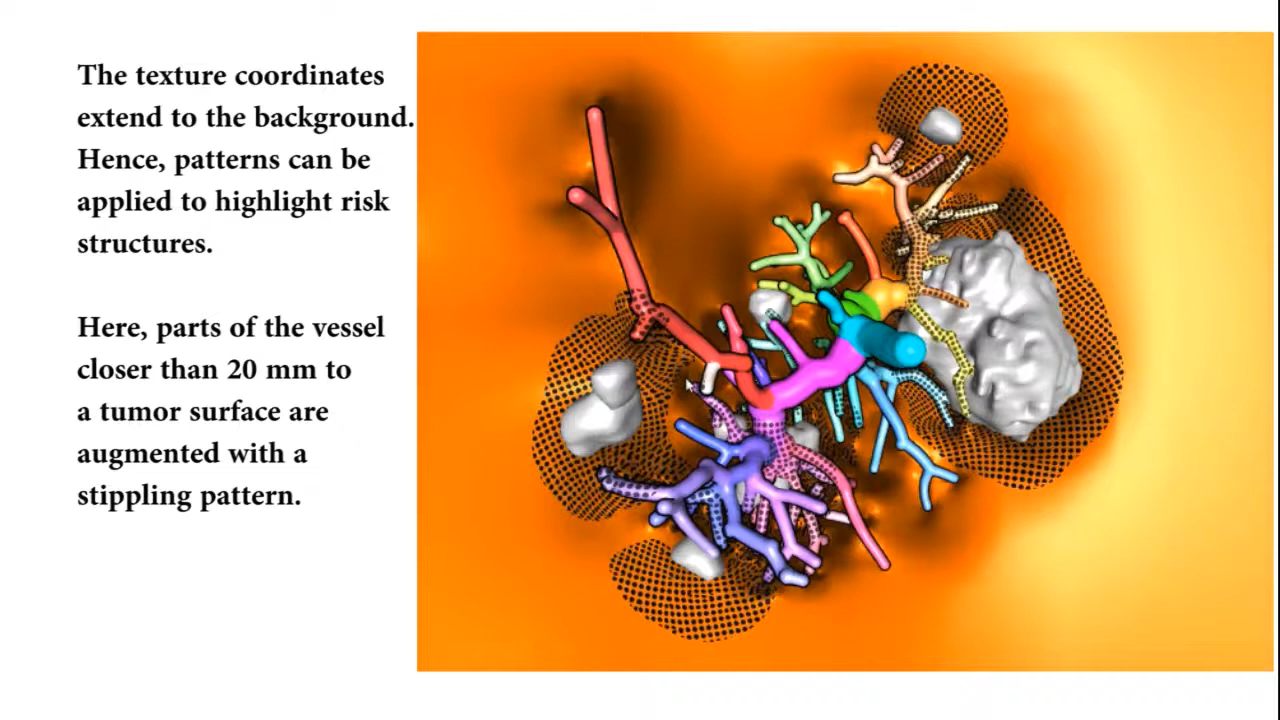 The texture coordinates
extend to the background.
Hence, patterns can be
applied to highlight risk
structures.
Here, parts of the vessel
closer than 20 mm to
a tumor surface are
augmented with a
stippling pattern.